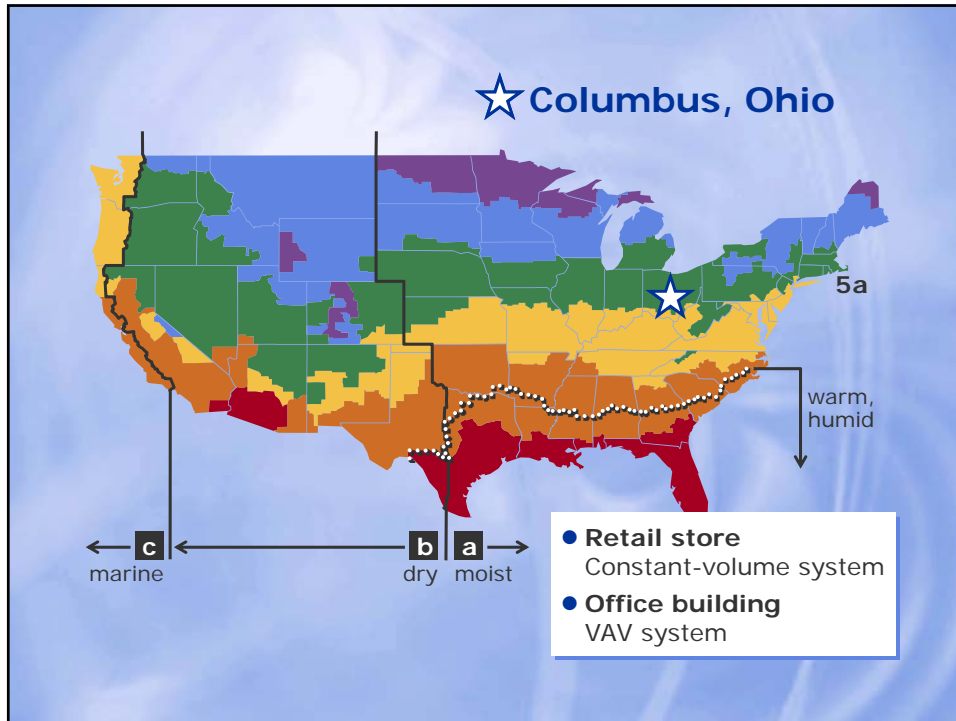 Columbus, Ohio
5a
warm,
humid
c
b
a
marine
dry
moist
Retail store
Constant-volume system
Office building
VAV system